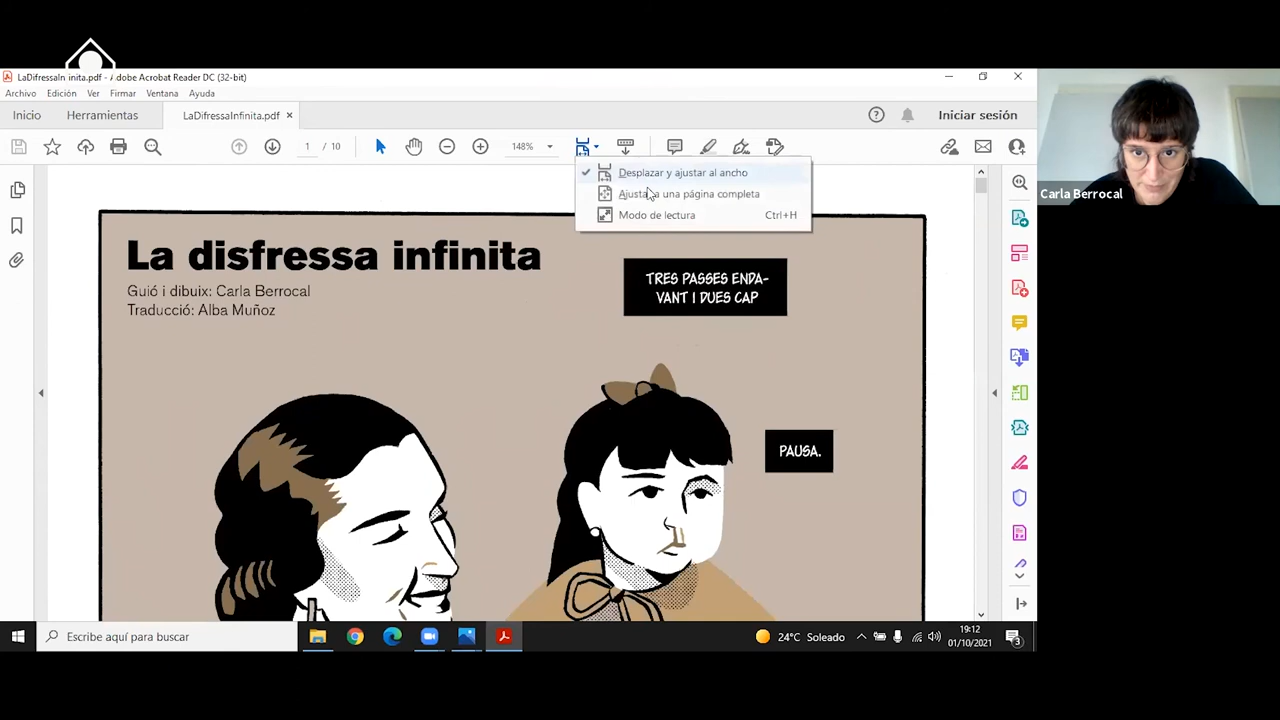 LaDifressaIn inita.pdf - Adobe Acrobat Reader DC (32-bit)
Archivo Edición Ver Firmar Ventana Ayuda
Inicio Herramientas LaDifressaInfinita.pdf Iniciar sesión
1 / 10 148%
Desplazar y ajustar al ancho
Ajustar a una página completa
Modo de lectura Ctrl+H
Carla Berrocal
La disfressa infinita
Guió i dibuix: Carla Berrocal
Traducció: Alba Muñoz
TRES PASSES ENDA-
VANT I DUES CAP
PAUSA.
Escribe aquí para buscar
24°C Soleado
19:12
01/10/2021
3